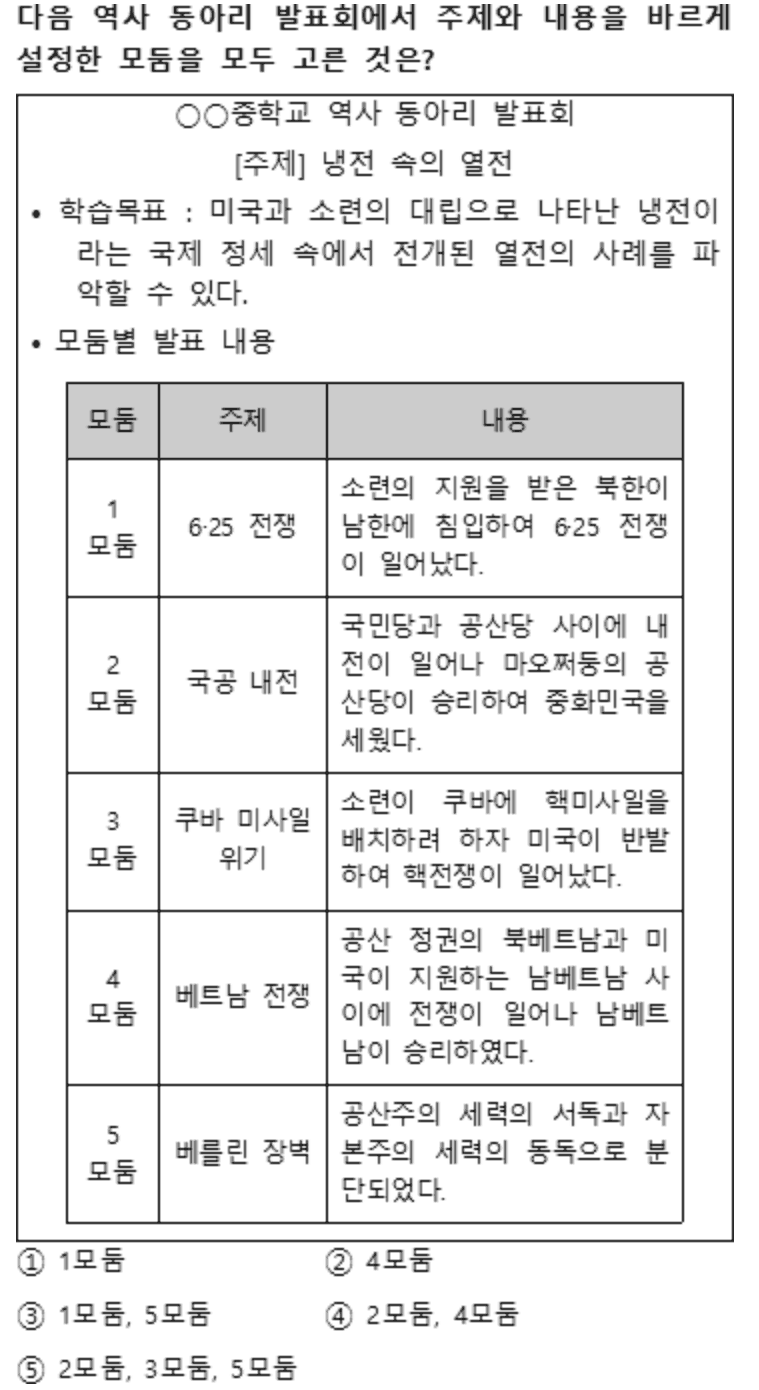 다음 역사 동아리 발표회에서 주제와 내용을 바르게
설정한 모둠을 모두 고른 것은?
○○중학교 역사 동아리 발표회
[주제] 냉전 속의 열전
• 학습목표 : 미국과 소련의 대립으로 나타난 냉전이
라는 국제 정세 속에서 전개된 열전의 사례를 파
악할 수 있다.
• 모둠별 발표 내용
모둠 주제 내용
1
모둠
6·25 전쟁
소련의 지원을 받은 북한이
남한에 침입하여 6·25 전쟁
이 일어났다.
2
모둠
국공 내전
국민당과 공산당 사이에 내
전이 일어나 마오쩌둥의 공
산당이 승리하여 중화민국을
세웠다.
3
모둠
쿠바 미사일
위기
소련이 쿠바에 핵미사일을
배치하려 하자 미국이 반발
하여 핵전쟁이 일어났다.
4
모둠
베트남 전쟁
공산 정권의 북베트남과 미
국이 지원하는 남베트남 사
이에 전쟁이 일어나 남베트
남이 승리하였다.
5
모둠
베를린 장벽
공산주의 세력의 서독과 자
본주의 세력의 동독으로 분
단되었다.
① 1모둠 ② 4모둠
③ 1모둠, 5모둠 ④ 2모둠, 4모둠
⑤ 2모둠, 3모둠, 5모둠